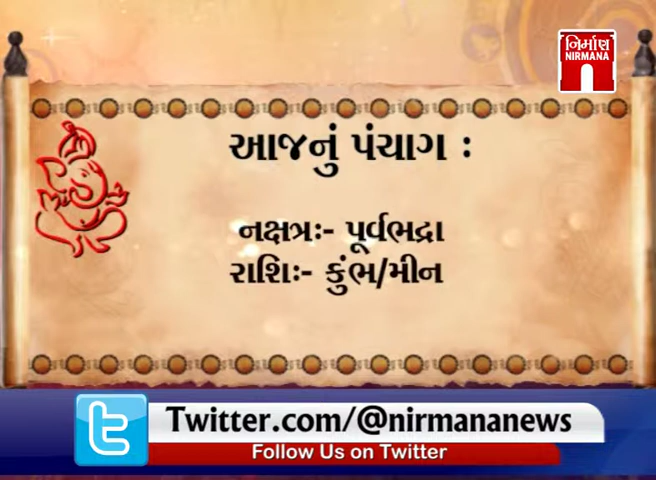 નિર્માણ
NIRMANA
આજનું પંચાગ :
નક્ષત્રઃ- પૂર્વભદ્રા
રાશિઃ- કુંભ/મીન
Twitter.com/@nirmananews
Follow Us on Twitter